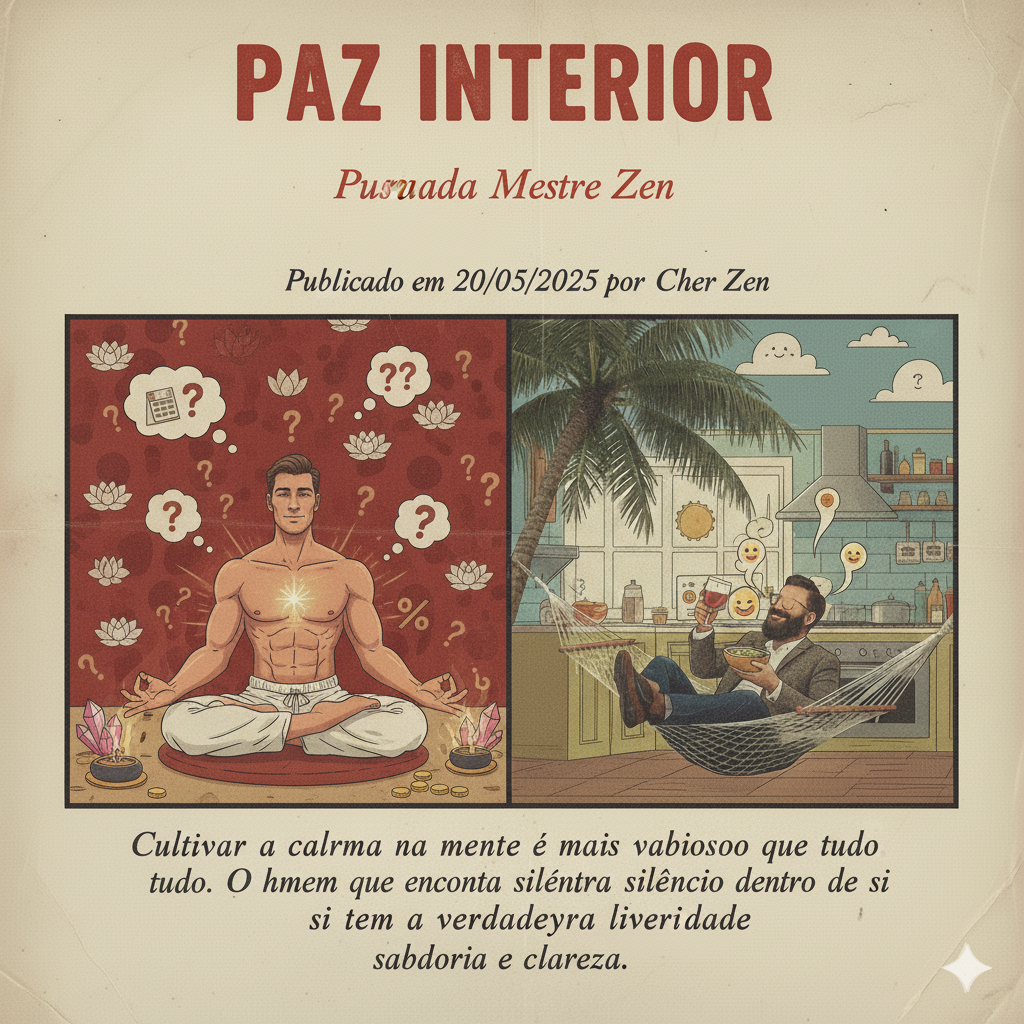 PAZ INTERIOR
Mestre Zen
Publicado em 20/05/2025 por Cher Zen
? ?? ? ? %
?
Cultivar a calrma na mente é mais vabiosoo que tudo
tudo. O hmem que enconta siléntra silêncio dentro de si
si tem a verdadeyra liveridade
sabdoria e clareza.